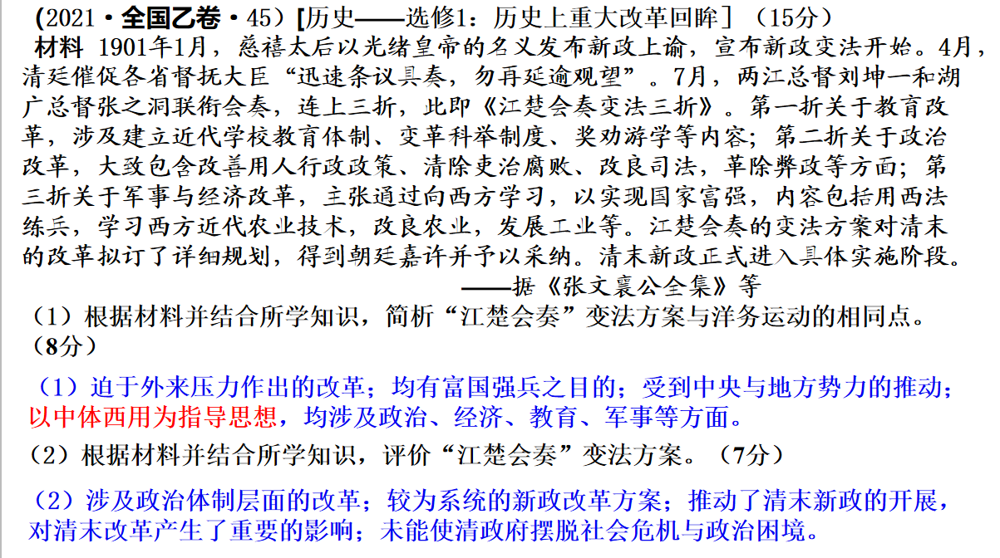 (2021·全国乙卷·45）[历史——选修1：历史上重大改革回眸］（15分）
材料 1901年1月，慈禧太后以光绪皇帝的名义发布新政上谕，宣布新政变法开始。4月，
清廷催促各省督抚大臣“迅速条议具奏，勿再延逾观望”。7月，两江总督刘坤一和湖
广总督张之洞联衔会奏，连上三折，此即《江楚会奏变法三折》。第一折关于教育改
革，涉及建立近代学校教育体制、变革科举制度、奖劝游学等内容；第二折关于政治
改革，大致包含改善用人行政政策、清除吏治腐败、改良司法，革除弊政等方面；第
三折关于军事与经济改革，主张通过向西方学习，以实现国家富强，内容包括用西法
练兵，学习西方近代农业技术，改良农业，发展工业等。江楚会奏的变法方案对清末
的改革拟订了详细规划，得到朝廷嘉许并予以采纳。清末新政正式进入具体实施阶段。
——据《张文襄公全集》等
（1）根据材料并结合所学知识，简析“江楚会奏”变法方案与洋务运动的相同点。
（8分）
（1）迫于外来压力作出的改革；均有富国强兵之目的；受到中央与地方势力的推动；
以中体西用为指导思想，均涉及政治、经济、教育、军事等方面。
（2）根据材料并结合所学知识，评价“江楚会奏”变法方案。（7分）
（2）涉及政治体制层面的改革；较为系统的新政改革方案；推动了清末新政的开展，
对清末改革产生了重要的影响；未能使清政府摆脱社会危机与政治困境。